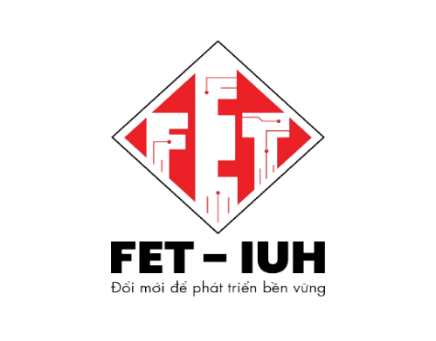 FET
FET – IUH
Đổi mới để phát triển bền vững